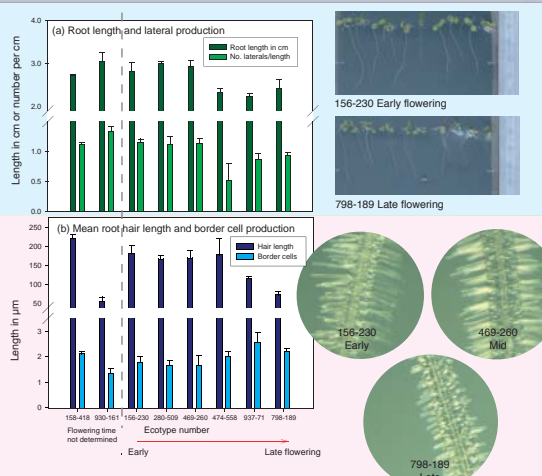 (a) Root length and lateral production
Root length in cm
No. laterals/length
Length in cm or number per cm
4.0
3.0
2.0
1.0
0.5
0.0
156-230 Early flowering
798-189 Late flowering
(b) Mean root hair length and border cell production
Hair length
Border cells
Length in µm
250
200
150
100
50
3
2
1
0
158-418 930-161 156-230 280-509 469-260 474-558 937-71 798-189
Flowering time
not determined
Ecotype number
Early
Late flowering
156-230
Early
469-260
Mid
798-189
Late